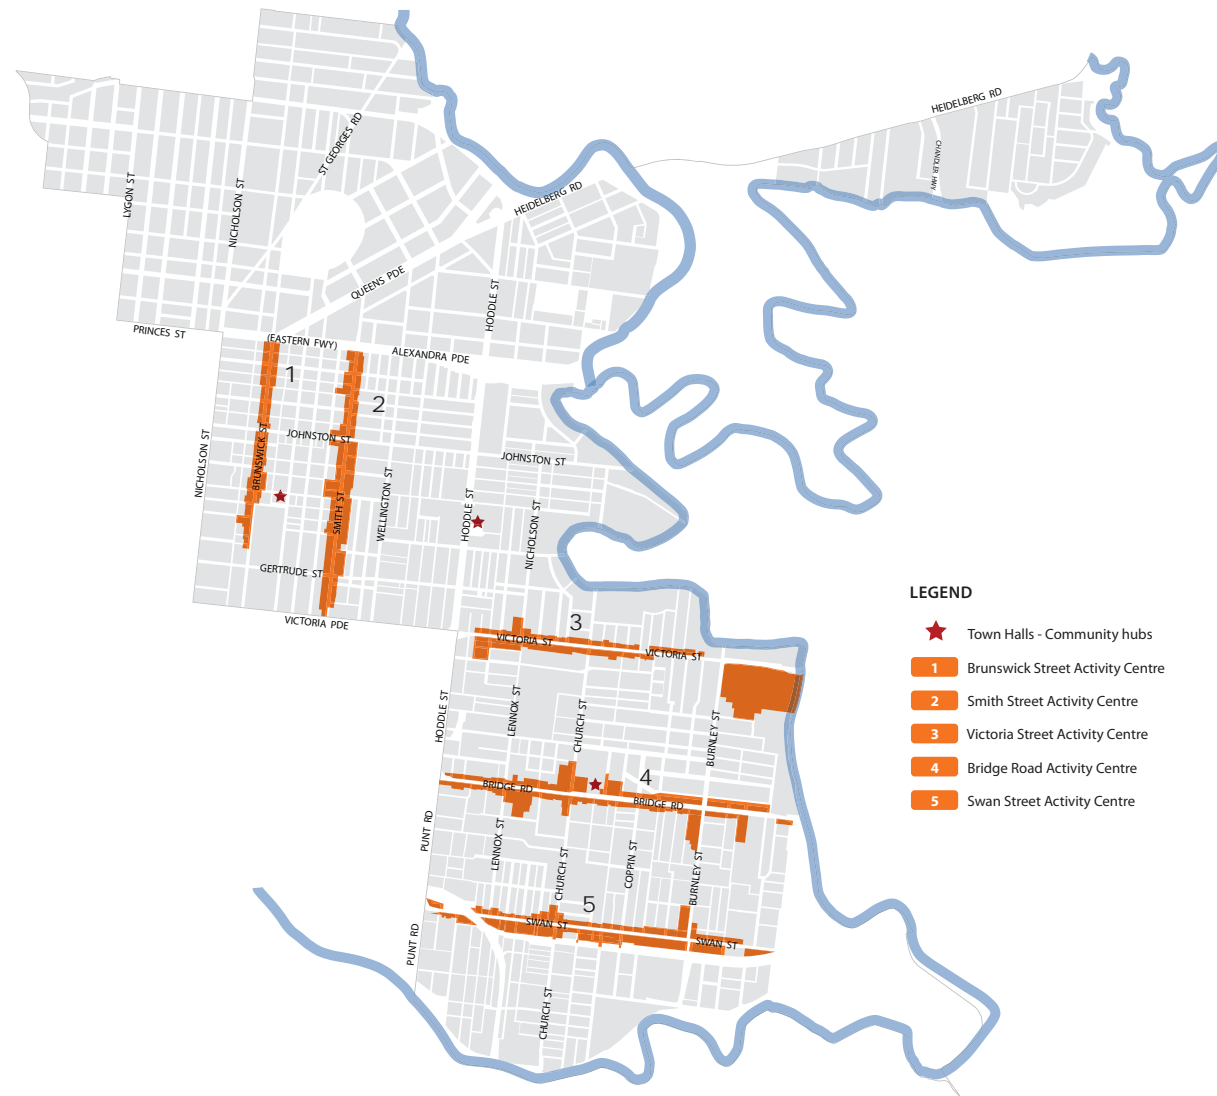 HEIDELBERG RD
CHANDLER HWY
ST GEORGES RD
LYGON ST
NICHOLSON ST
HEIDELBERG RD
QUEENS PDE
HODDLE ST
PRINCES ST
(EASTERN FWY)
ALEXANDRA PDE
1
2
NICHOLSON ST
BRUNSWICK ST
JOHNSTON ST
JOHNSTON ST
SMITH ST
WELLINGTON ST
HODDLE ST
NICHOLSON ST
GERTRUDE ST
VICTORIA PDE
3
VICTORIA ST
VICTORIA ST
HODDLE ST
LENNOX ST
CHURCH ST
BURNLEY ST
4
BRIDGE RD
BRIDGE RD
PUNT RD
LENNOX ST
CHURCH ST
COPPIN ST
BURNLEY ST
5
SWAN ST
SWAN ST
PUNT RD
CHURCH ST
LEGEND
Town Halls - Community hubs
1 Brunswick Street Activity Centre
2 Smith Street Activity Centre
3 Victoria Street Activity Centre
4 Bridge Road Activity Centre
5 Swan Street Activity Centre